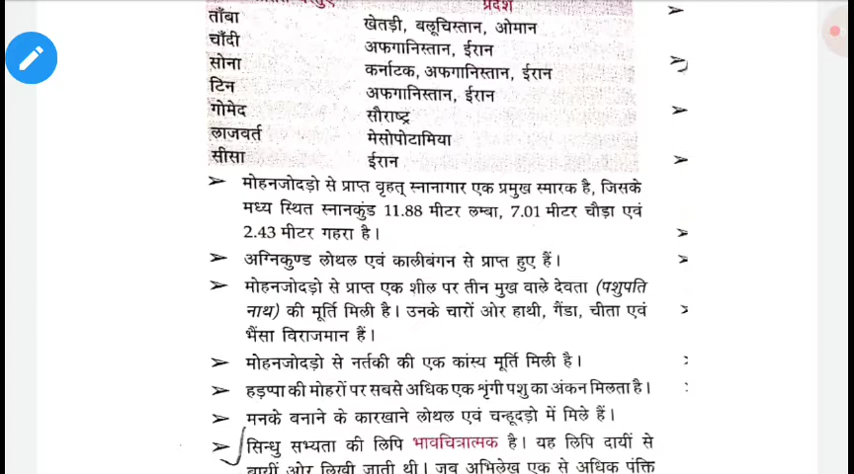 प्रदेश
ताँबा खेतड़ी, बलूचिस्तान, ओमान
चाँदी अफगानिस्तान, ईरान
सोना कर्नाटक, अफगानिस्तान, ईरान
टिन अफगानिस्तान, ईरान
गोमेद सौराष्ट्र
लाजवर्त मेसोपोटामिया
सीसा ईरान
➢ मोहनजोदड़ो से प्राप्त वृहत् स्नानागार एक प्रमुख स्मारक है, जिसके
मध्य स्थित स्नानकुंड 11.88 मीटर लम्बा, 7.01 मीटर चौड़ा एवं
2.43 मीटर गहरा है।
➢ अग्निकुण्ड लोथल एवं कालीबंगन से प्राप्त हुए हैं।
➢ मोहनजोदड़ो से प्राप्त एक शील पर तीन मुख वाले देवता (पशुपति
नाथ) की मूर्ति मिली है। उनके चारों ओर हाथी, गैंडा, चीता एवं
भैंसा विराजमान हैं।
➢ मोहनजोदड़ो से नर्तकी की एक कांस्य मूर्ति मिली है।
➢ हड़प्पा की मोहरों पर सबसे अधिक एक शृंगी पशु का अंकन मिलता है।
➢ मनके बनाने के कारखाने लोथल एवं चन्हूदड़ो में मिले हैं।
➢ सिन्धु सभ्यता की लिपि भावचित्रात्मक है। यह लिपि दायीं से
बायीं ओर लिखी जाती थी। जब अभिलेख एक से अधिक पंक्ति